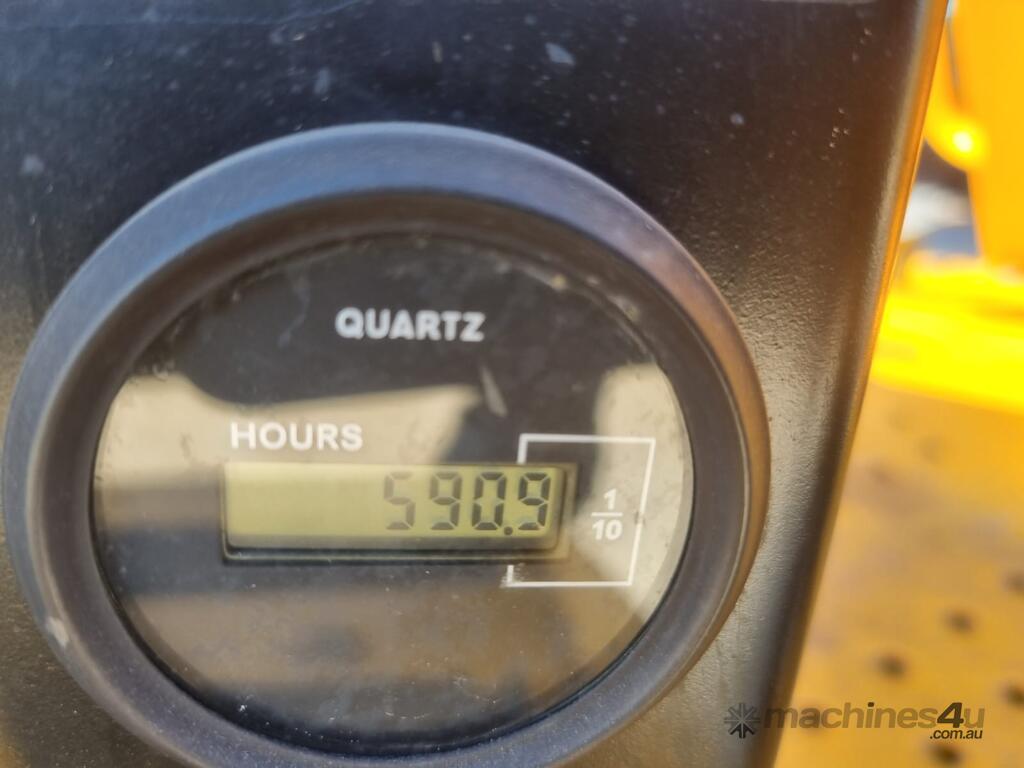 QUARTZ
HOURS
590.9
1
10
machines4u
.com.au